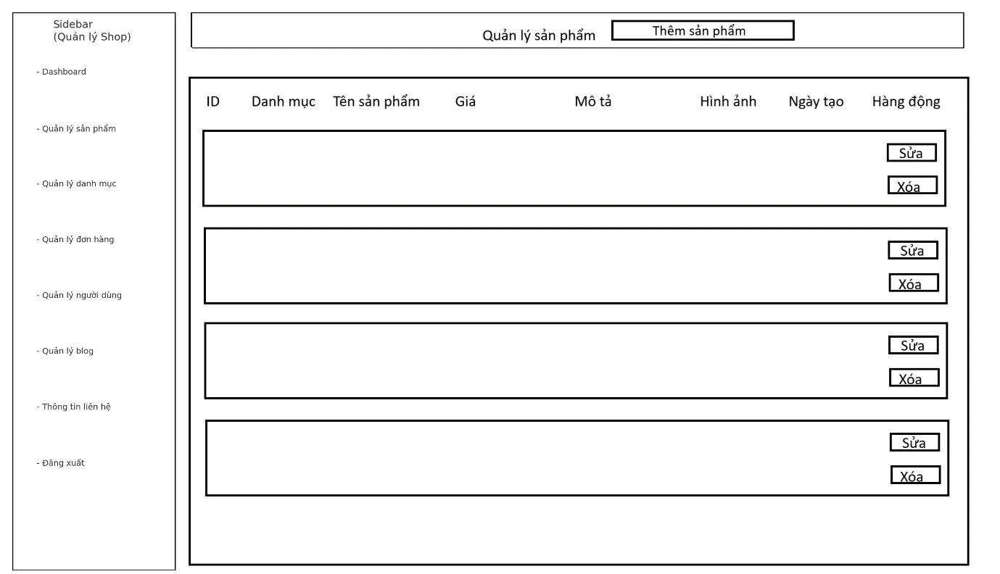 Sidebar
(Quản lý Shop)
- Dashboard
- Quản lý sản phẩm
- Quản lý danh mục
- Quản lý đơn hàng
- Quản lý người dùng
- Quản lý blog
- Thông tin liên hệ
- Đăng xuất
Quản lý sản phẩm
Thêm sản phẩm
ID Danh mục Tên sản phẩm Giá Mô tả Hình ảnh Ngày tạo Hàng động
Sửa
Xóa
Sửa
Xóa
Sửa
Xóa
Sửa
Xóa